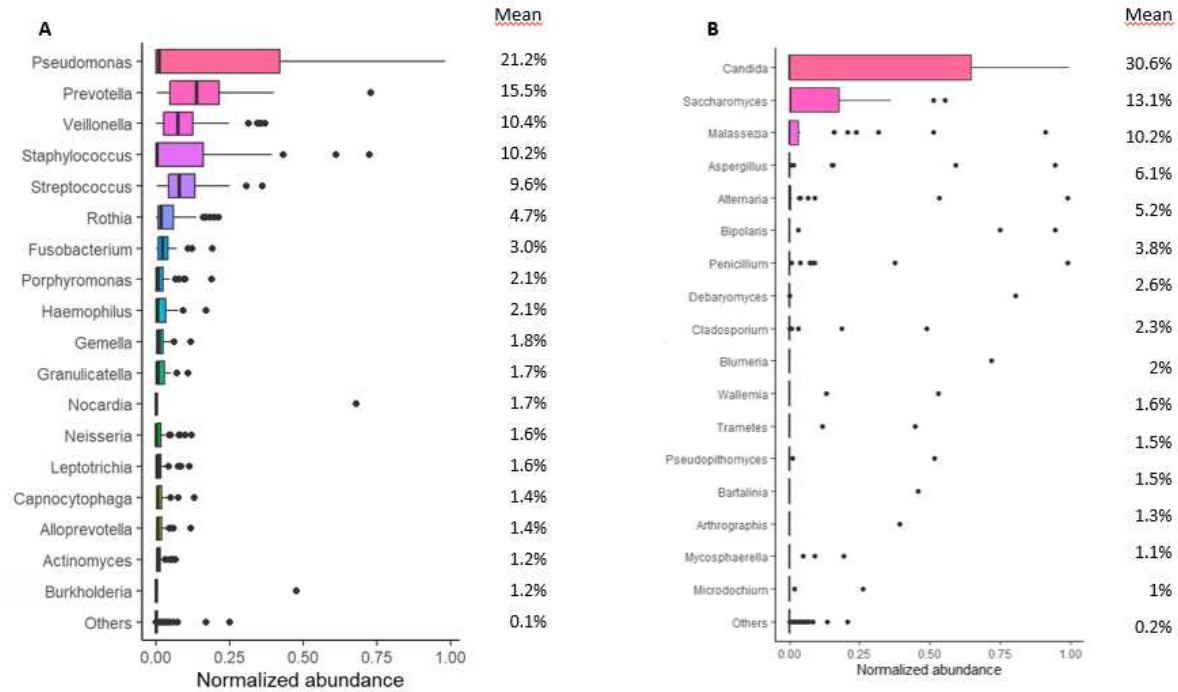 A
Mean
Pseudomonas 21.2%
Prevotella 15.5%
Veillonella 10.4%
Staphylococcus 10.2%
Streptococcus 9.6%
Rothia 4.7%
Fusobacterium 3.0%
Porphyromonas 2.1%
Haemophilus 2.1%
Gemella 1.8%
Granulicatella 1.7%
Nocardia 1.7%
Neisseria 1.6%
Leptotrichia 1.6%
Capnocytophaga 1.4%
Alloprevotella 1.4%
Actinomyces 1.2%
Burkholderia 1.2%
Others 0.1%
0.00 0.25 0.50 0.75 1.00
Normalized abundance
B
Mean
Candida 30.6%
Saccharomyces 13.1%
Malassezia 10.2%
Aspergillus 6.1%
Alternaria 5.2%
Bipolaris 3.8%
Penicillium 2.6%
Debaryomyces 2.3%
Cladosporium 2%
Blumeria 1.6%
Wallemia 1.5%
Trametes 1.5%
Pseudopithomyces 1.3%
Bartalinia 1.1%
Arthrographis 1%
Mycosphaerella 0.2%
Microdochium
Others
0.00 0.25 0.50 0.75 1.00
Normalized abundance